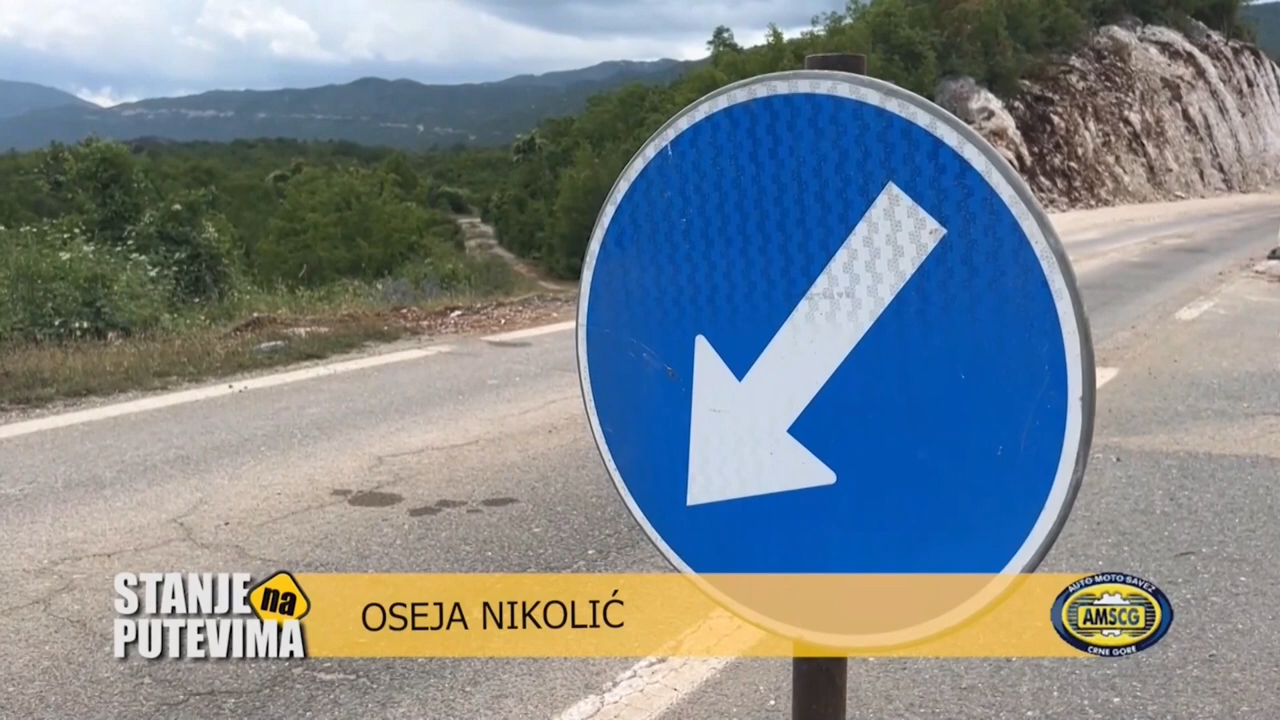 STANJE na
PUTEVIMA
OSEJA NIKOLIĆ
AUTO MOTO SAVEZ
AMSCG
CRNE GORE